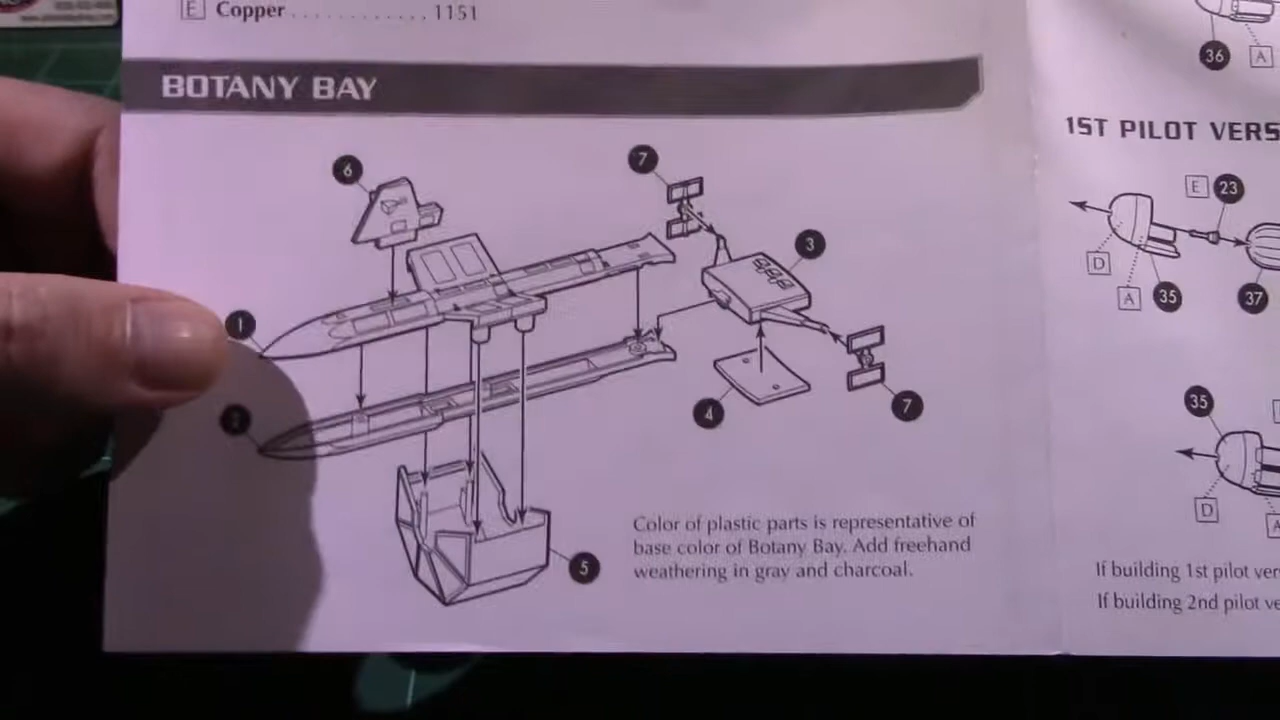 E Copper ............ 1151
BOTANY BAY
6
7
3
1
2
4
7
5
Color of plastic parts is representative of
base color of Botany Bay. Add freehand
weathering in gray and charcoal.
36 A
1ST PILOT VERS
E 23
D
A 35 37
35
D
A
If building 1st pilot ver
If building 2nd pilot ve